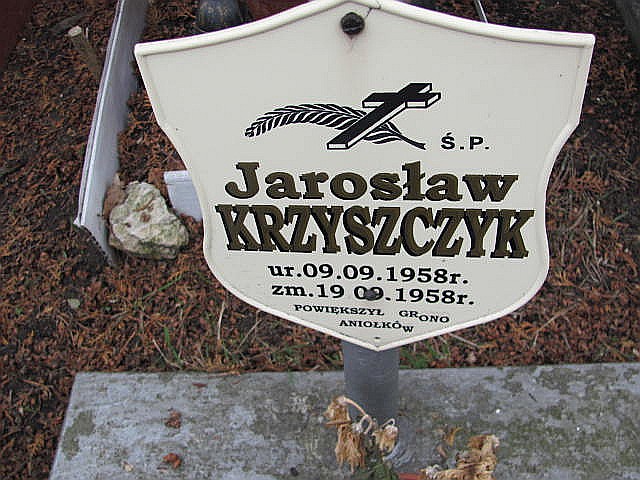 Ś.P.
Jarosław
KRZYSZCZYK
ur.09.09.1958r.
zm.19 09.1958r.
POWIĘKSZYŁ GRONO
ANIOŁKÓW